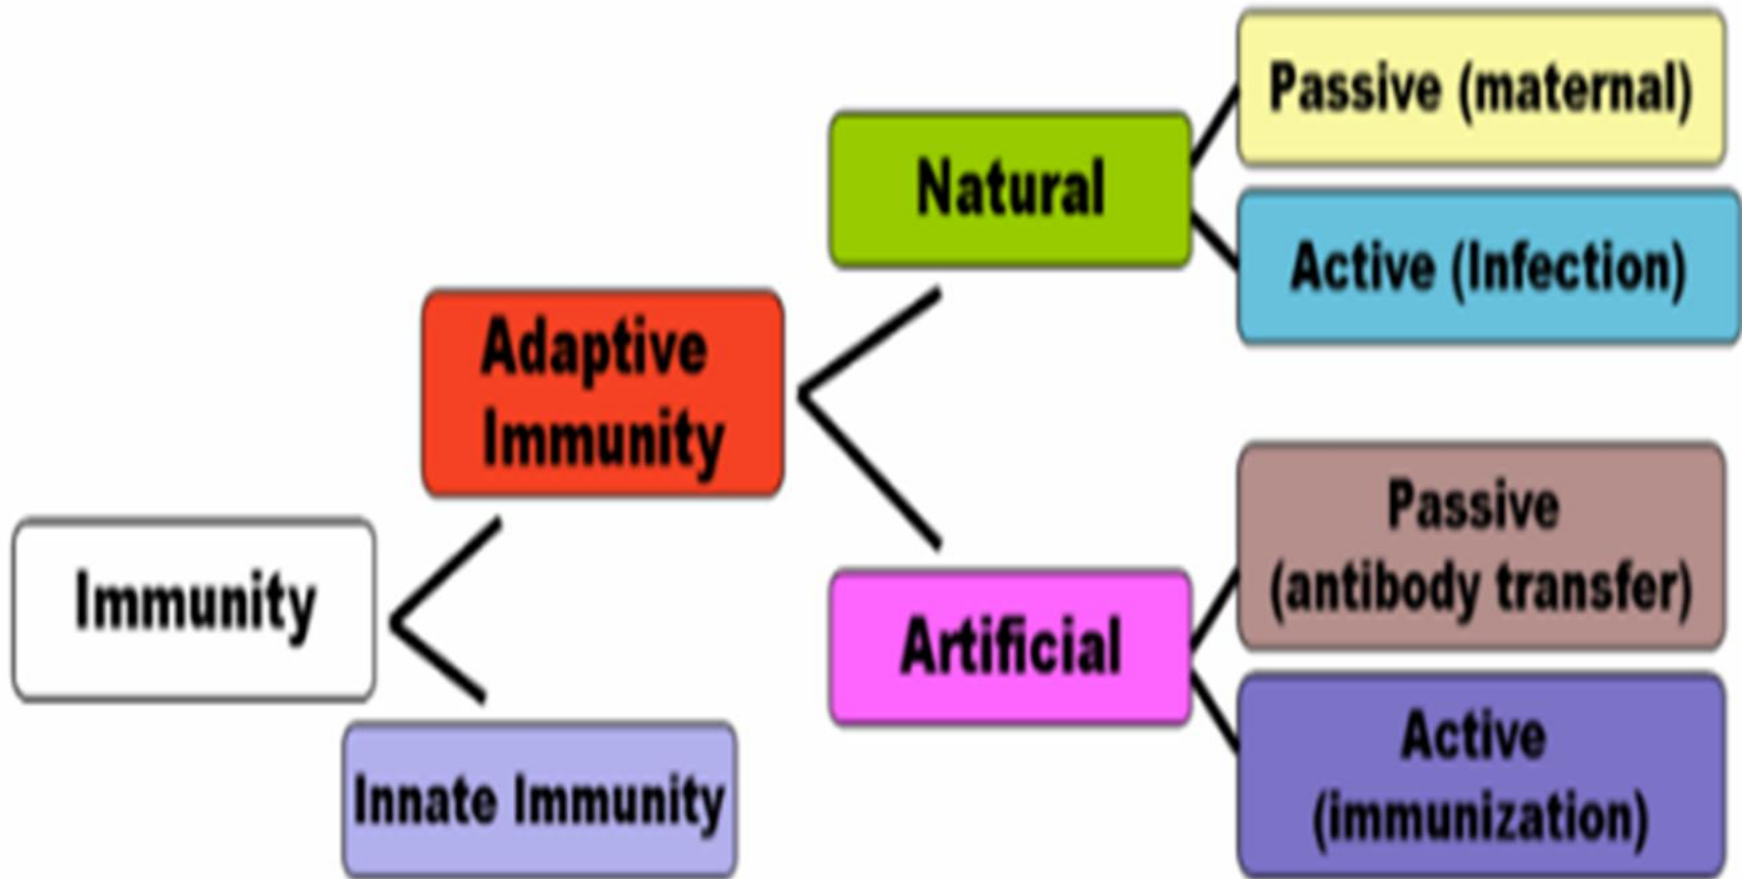 Immunity
Adaptive
Immunity
Innate Immunity
Natural
Artificial
Passive (maternal)
Active (Infection)
Passive
(antibody transfer)
Active
(immunization)